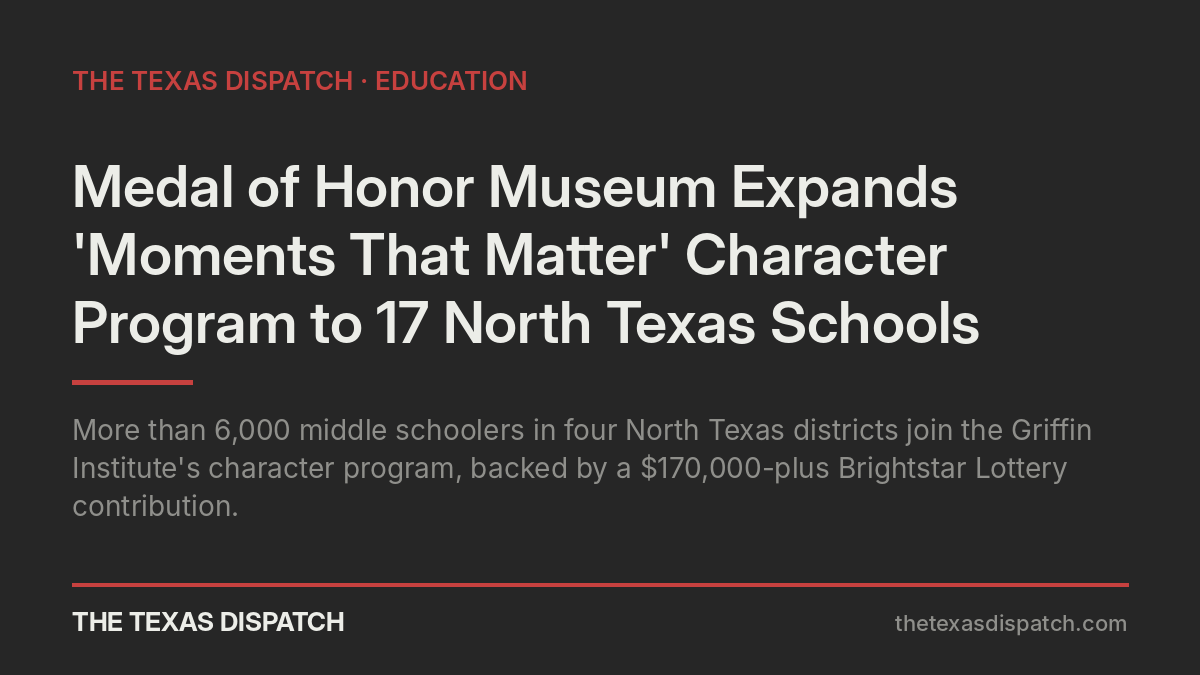 THE TEXAS DISPATCH · EDUCATION
Medal of Honor Museum Expands
'Moments That Matter' Character
Program to 17 North Texas Schools
More than 6,000 middle schoolers in four North Texas districts join the Griffin
Institute's character program, backed by a $170,000-plus Brightstar Lottery
contribution.
THE TEXAS DISPATCH
thetexasdispatch.com